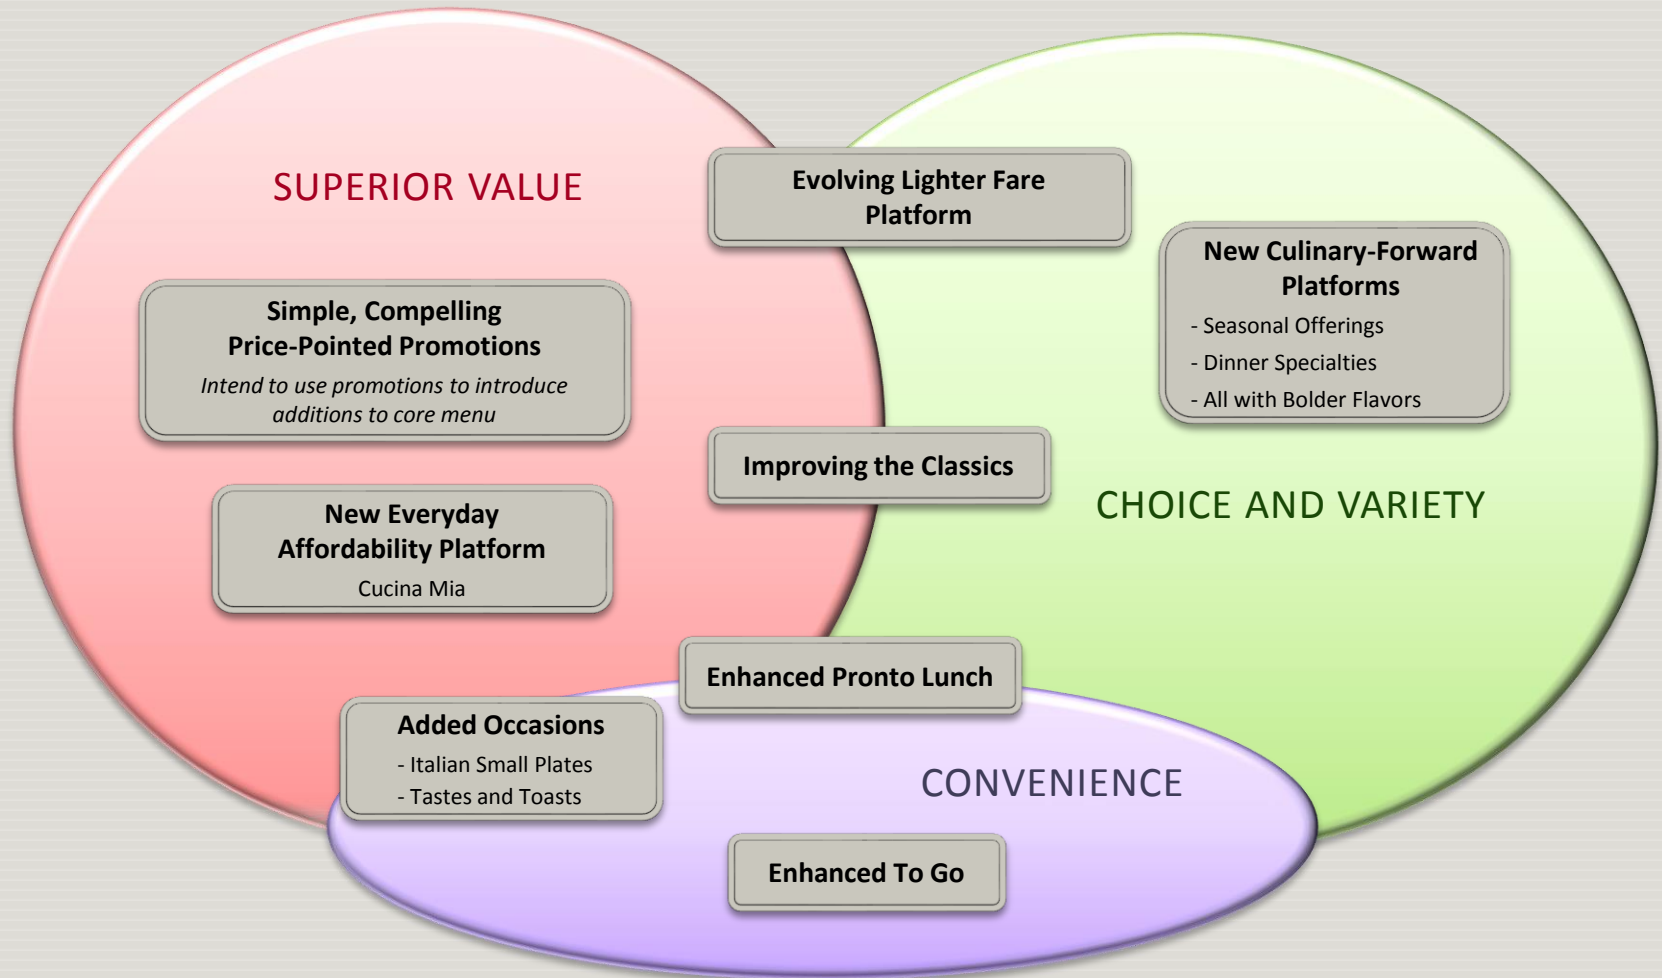 SUPERIOR VALUE
Evolving Lighter Fare
Platform
New Culinary-Forward
Platforms
- Seasonal Offerings
- Dinner Specialties
- All with Bolder Flavors
Simple, Compelling
Price-Pointed Promotions
Intend to use promotions to introduce
additions to core menu
Improving the Classics
CHOICE AND VARIETY
New Everyday
Affordability Platform
Cucina Mia
Enhanced Pronto Lunch
Added Occasions
- Italian Small Plates
- Tastes and Toasts
CONVENIENCE
Enhanced To Go